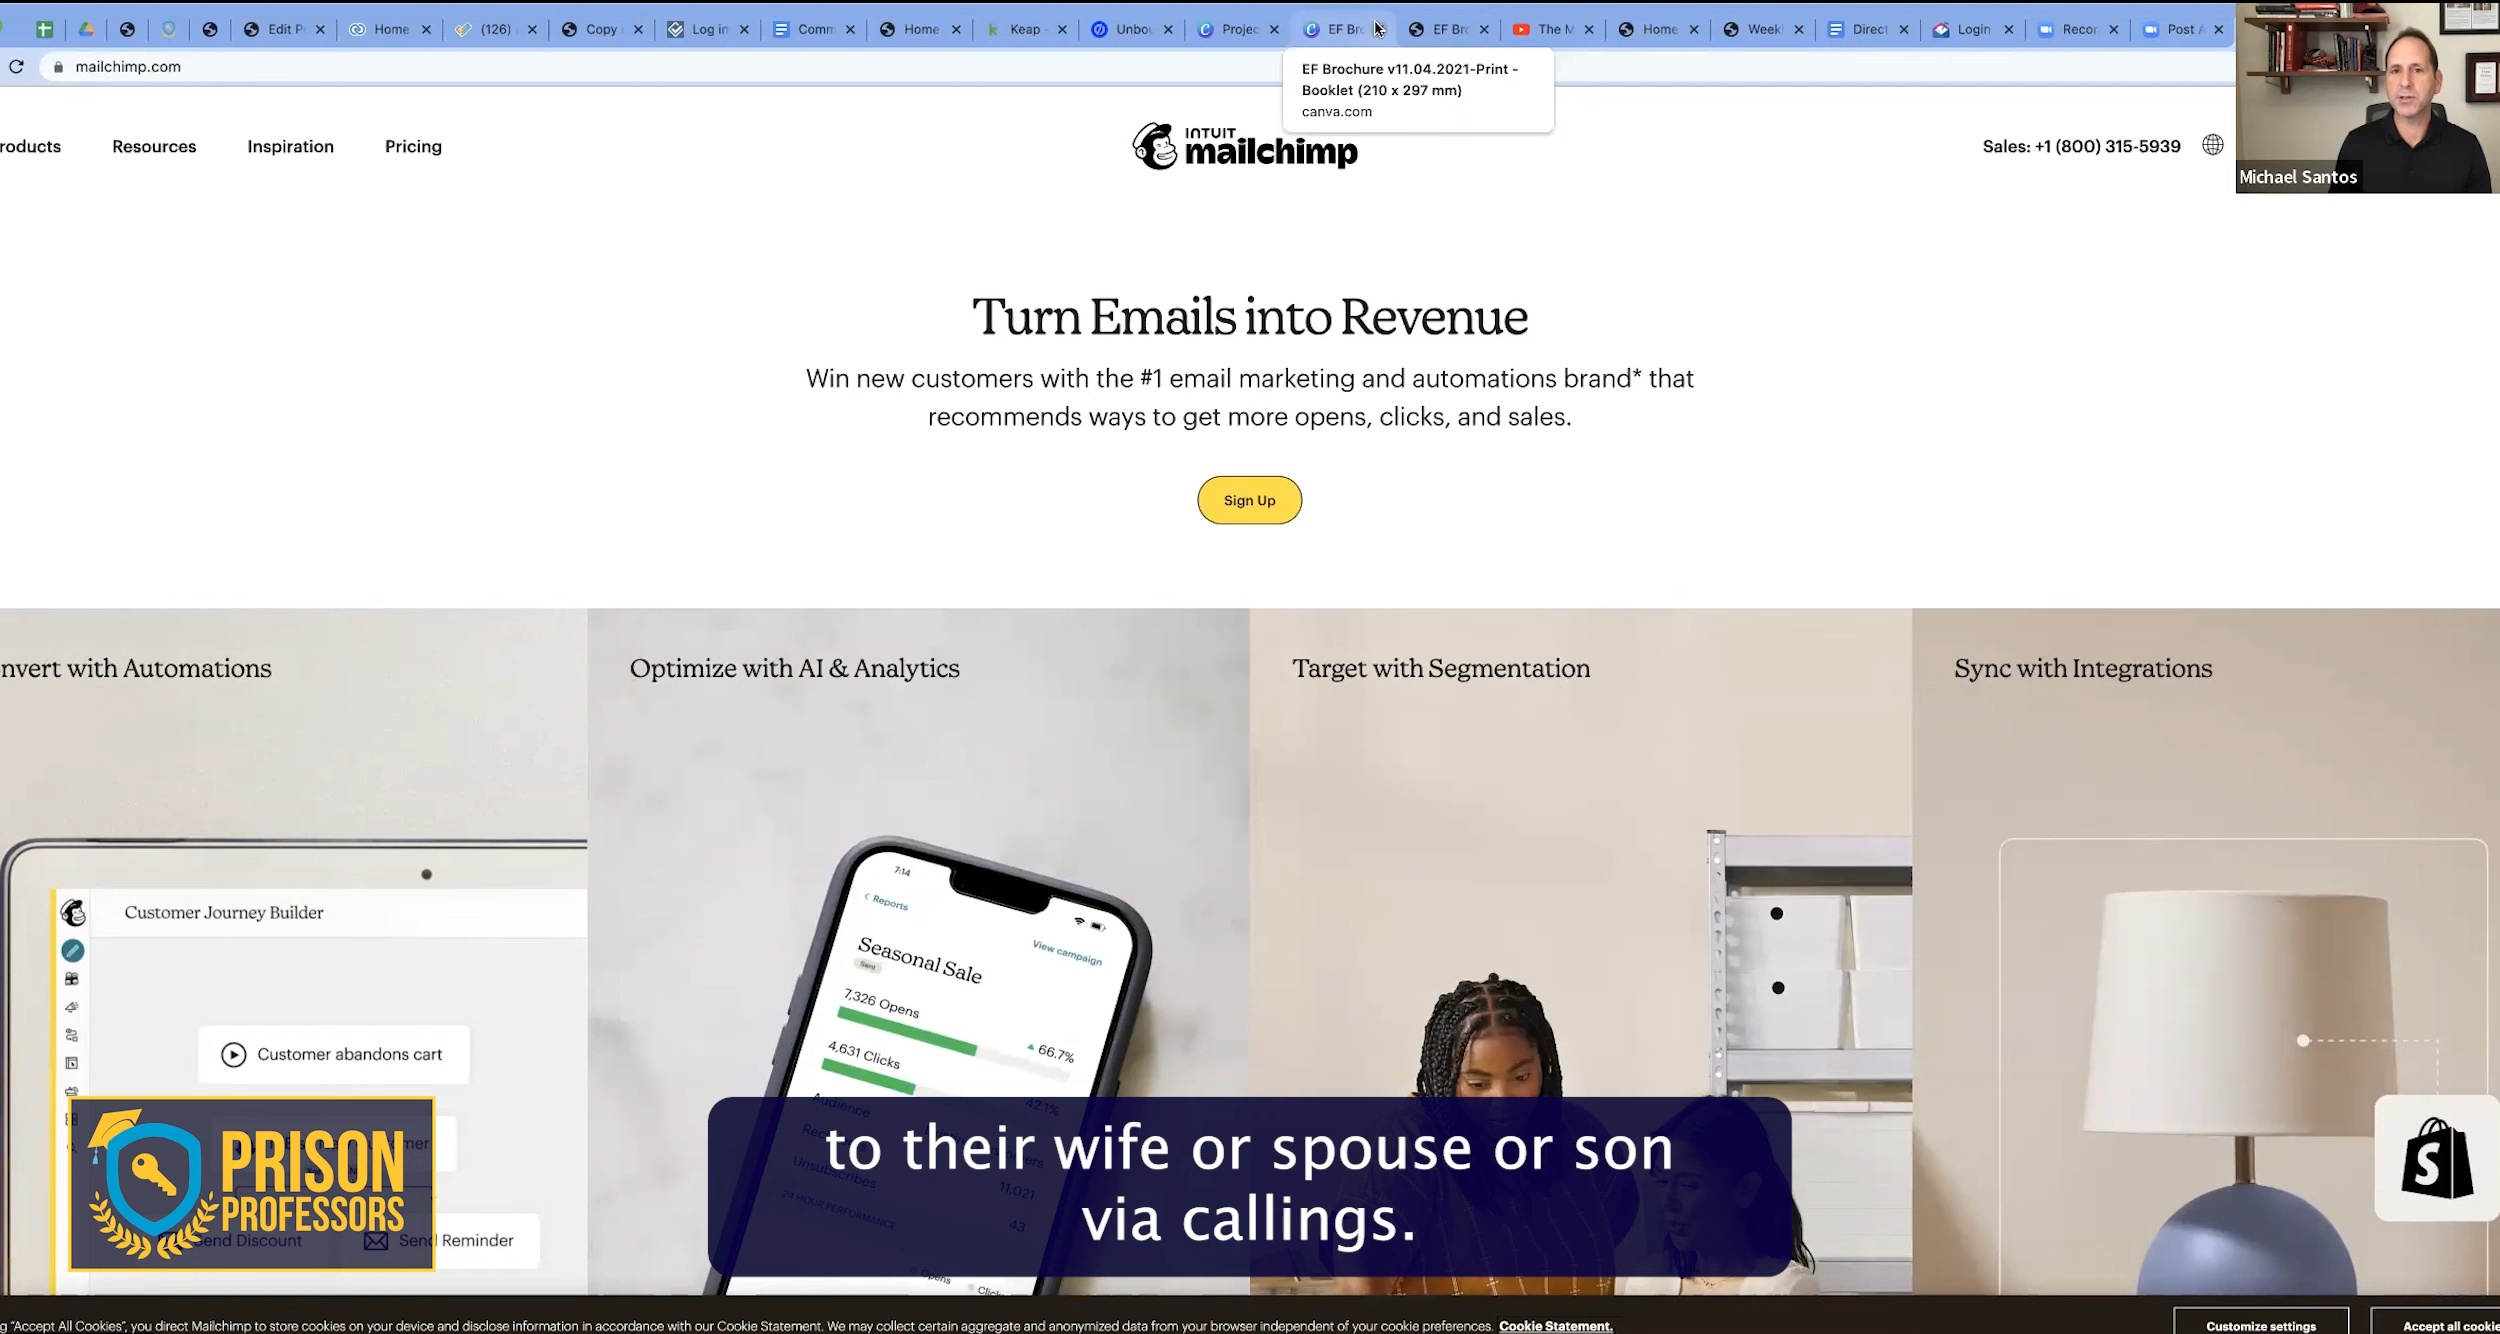 Edit P
Home
(126)
Copy
Log in
Comm
Home
Keap
Unbou
Projec
EF Bro
EF Bro
The M
Home
Weekl
Direct
Login
Recor
Post A
mailchimp.com
EF Brochure v11.04.2021-Print -
Booklet (210 x 297 mm)
canva.com
roducts
Resources
Inspiration
Pricing
INTUIT
mailchimp
Sales: +1 (800) 315-5939
Michael Santos
Turn Emails into Revenue
Win new customers with the #1 email marketing and automations brand* that
recommends ways to get more opens, clicks, and sales.
Sign Up
nvert with Automations
Optimize with AI & Analytics
Target with Segmentation
Sync with Integrations
Customer Journey Builder
Customer abandons cart
Send Discount
Send Reminder
7:14
Reports
View campaign
Seasonal Sale
Sent
7,326 Opens
66.7%
4,631 Clicks
42.1%
Audience
11,021
Unsubscribes
43
24 HOUR PERFORMANCE
Opens
PRISON
PROFESSORS
to their wife or spouse or son
via callings.
g "Accept All Cookies", you direct Mailchimp to store cookies on your device and disclose information in accordance with our Cookie Statement. We may collect certain aggregate and anonymized data from your browser independent of your cookie preferences. Cookie Statement.
Customize settings
Accept all cookie